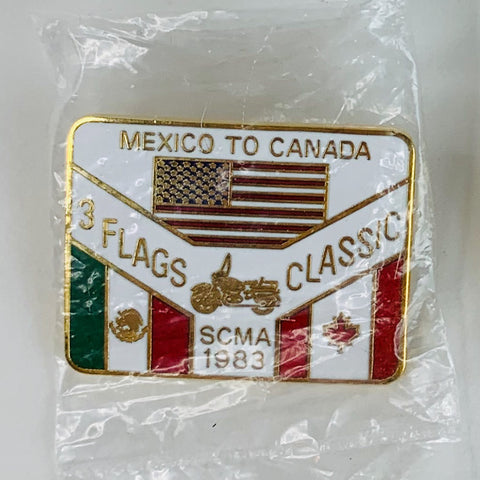 MEXICO TO CANADA
3 FLAGS CLASSIC
SCMA
1983